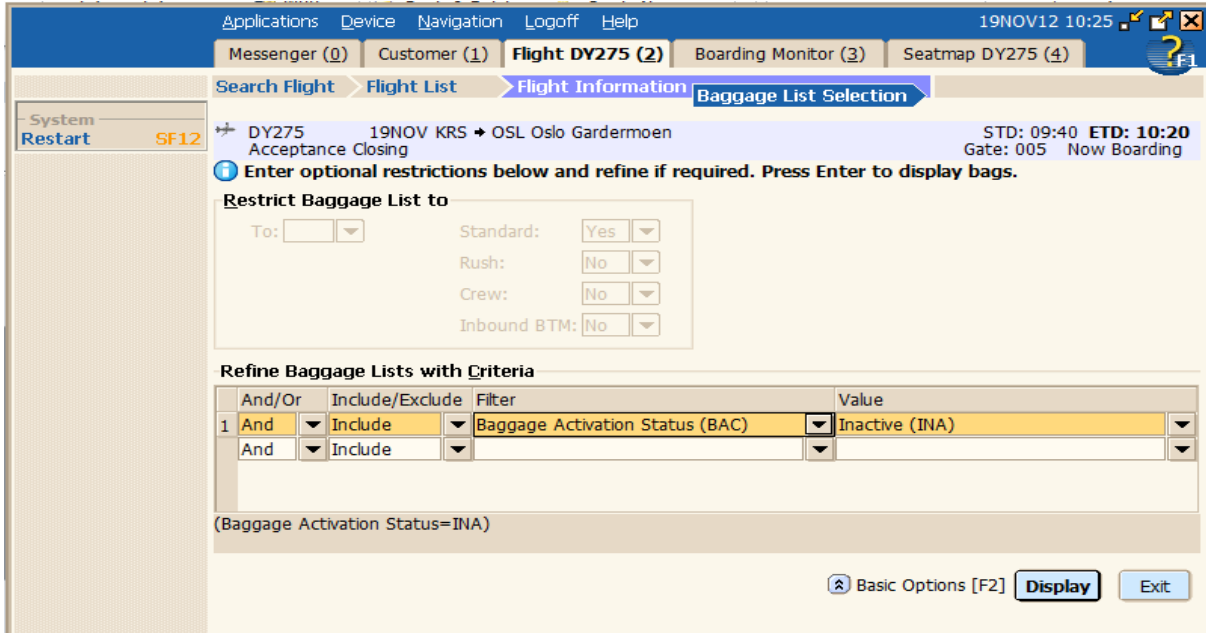 Applications Device Navigation Logoff Help 19NOV12 10:25
Messenger (0) Customer (1) Flight DY275 (2) Boarding Monitor (3) Seatmap DY275 (4) ? F1
Search Flight Flight List Flight Information Baggage List Selection
System
Restart SF12
DY275 19NOV KRS → OSL Oslo Gardermoen STD: 09:40 ETD: 10:20
Acceptance Closing Gate: 005 Now Boarding
Enter optional restrictions below and refine if required. Press Enter to display bags.
Restrict Baggage List to
To: Standard: Yes
Rush: No
Crew: No
Inbound BTM: No
Refine Baggage Lists with Criteria
And/Or Include/Exclude Filter Value
1 And Include Baggage Activation Status (BAC) Inactive (INA)
And Include
(Baggage Activation Status=INA)
Basic Options [F2] Display Exit